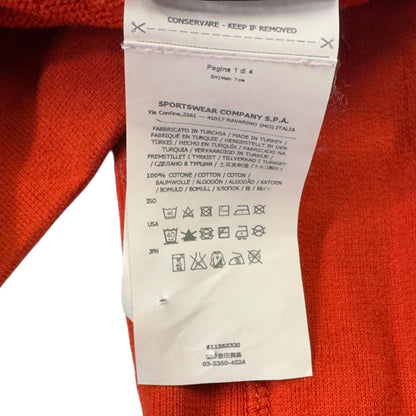 CONSERVARE - KEEP IF REMOVED
Pagina 1 di 4
SPORTSWEAR COMPANY S.P.A.
Via Confine, 2161 - 41017 RAVARINO (MO) ITALIA
FABBRICATO IN TURCHIA / MADE IN TURKEY
/ FABRIQUÉ EN TURQUIE / HERGESTELLT IN DER
TÜRKEI / HECHO EN TURQUÍA / FABRICADO NA
TURQUIA / VERVAARDIGD IN TURKIJE /
FREMSTILLET I TYRKIET / TILLVERKAD I TURKIET
/ СДЕЛАНО В ТУРЦИИ /
100% COTONE / COTTON / COTON /
BAUMWOLLE / ALGODÓN / ALGODÃO / KATOEN
/ BOMULD / BOMULL / ХЛОПОК / 棉 / 綿 /
ISO
USA
JPN
03-5350-4524